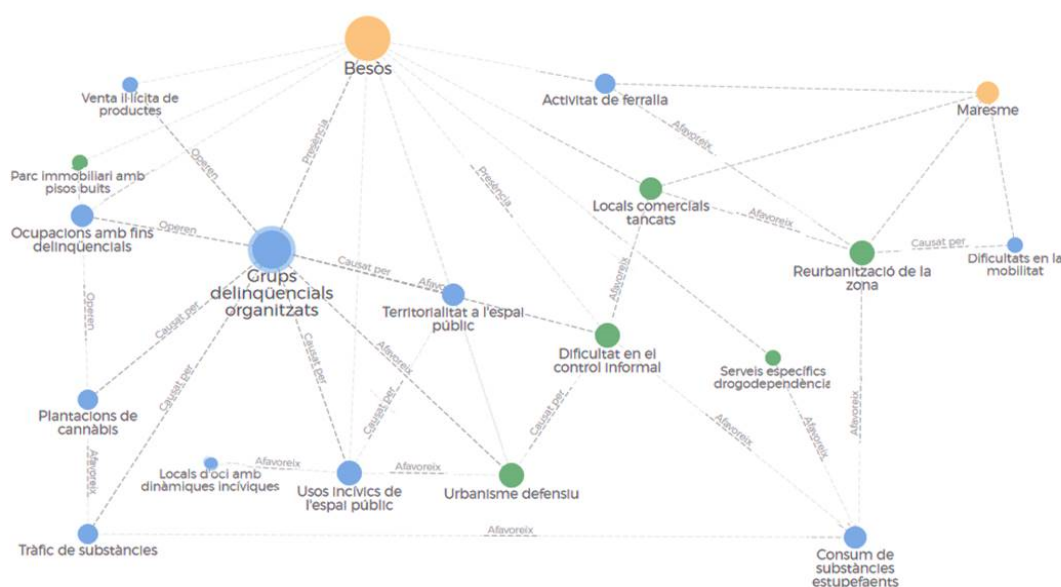 Besòs
Venta il·lícita de
productes
Activitat de ferralla
Maresme
Afavoreix
Presència
Operen
Parc immobiliari amb
pisos buits
Presència
Locals comercials
tancats
Afavoreix
Ocupacions amb fins
delinqüencials
Operen
Causat per
Reurbanització de la
zona
Causat per
Dificultats en la
mobilitat
Grups
delinqüencials
organitzats
Afavoreix
Territorialitat a l'espai
públic
Afavoreix
Operen
Causat per
Causat per
Afavoreix
Dificultat en el
control informal
Serveis específics
drogodependència
Causat per
Plantacions de
cannàbis
Causat per
Causat per
Afavoreix
Causat per
Afavoreix
Afavoreix
Afavoreix
Locals d'oci amb
dinàmiques incíviques
Afavoreix
Usos incívics de
l'espai públic
Afavoreix
Urbanisme defensiu
Tràfic de substàncies
Afavoreix
Consum de
substàncies
estupefaents